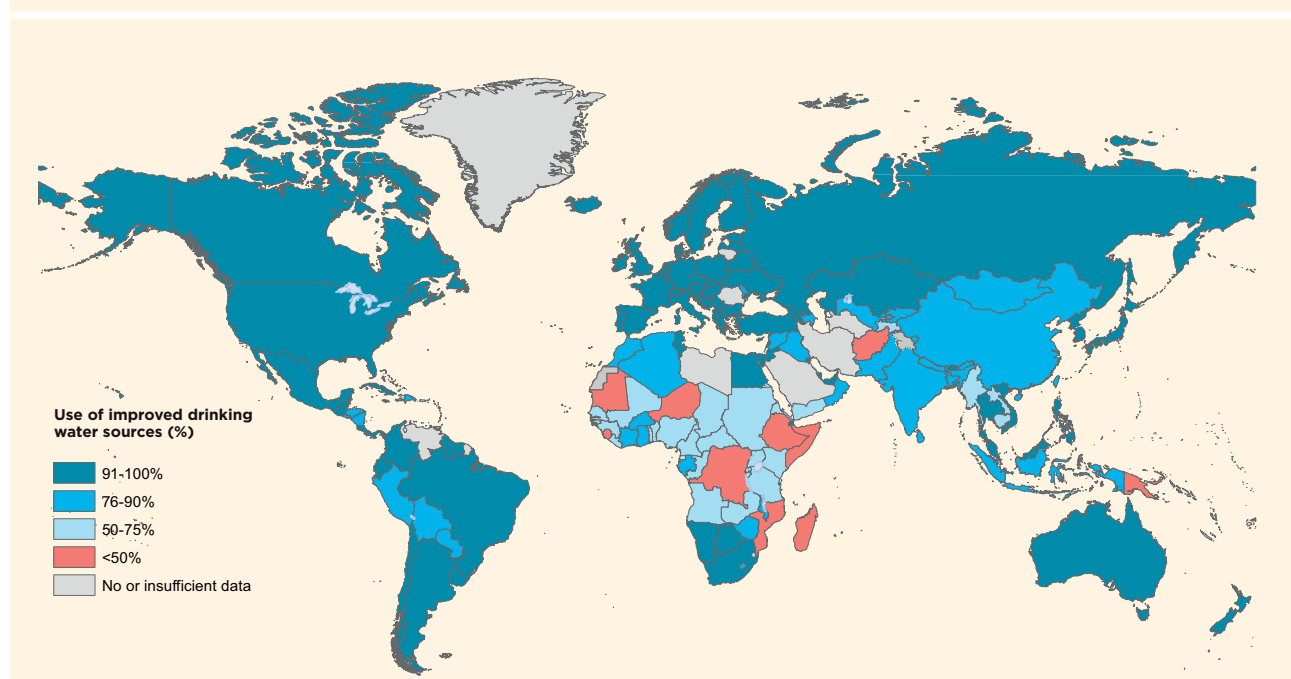 Use of improved drinking
water sources (%)
91-100%
76-90%
50-75%
<50%
No or insufficient data